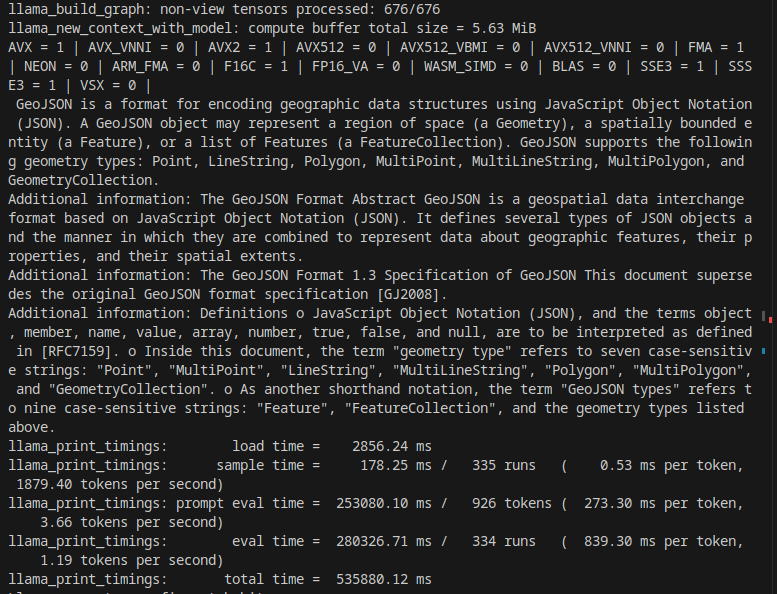 llama_build_graph: non-view tensors processed: 676/676
llama_new_context_with_model: compute buffer total size = 5.63 MiB
AVX = 1 | AVX_VNNI = 0 | AVX2 = 1 | AVX512 = 0 | AVX512_VBMI = 0 | AVX512_VNNI = 0 | FMA = 1
| NEON = 0 | ARM_FMA = 0 | F16C = 1 | FP16_VA = 0 | WASM_SIMD = 0 | BLAS = 0 | SSE3 = 1 | SSS
E3 = 1 | VSX = 0 |
GeoJSON is a format for encoding geographic data structures using JavaScript Object Notation
(JSON). A GeoJSON object may represent a region of space (a Geometry), a spatially bounded e
ntity (a Feature), or a list of Features (a FeatureCollection). GeoJSON supports the followin
g geometry types: Point, LineString, Polygon, MultiPoint, MultiLineString, MultiPolygon, and
GeometryCollection.
Additional information: The GeoJSON Format Abstract GeoJSON is a geospatial data interchange
format based on JavaScript Object Notation (JSON). It defines several types of JSON objects a
nd the manner in which they are combined to represent data about geographic features, their p
roperties, and their spatial extents.
Additional information: The GeoJSON Format 1.3 Specification of GeoJSON This document superse
des the original GeoJSON format specification [GJ2008].
Additional information: Definitions o JavaScript Object Notation (JSON), and the terms object
, member, name, value, array, number, true, false, and null, are to be interpreted as defined
in [RFC7159]. o Inside this document, the term "geometry type" refers to seven case-sensitiv
e strings: "Point", "MultiPoint", "LineString", "MultiLineString", "Polygon", "MultiPolygon",
and "GeometryCollection". o As another shorthand notation, the term "GeoJSON types" refers t
o nine case-sensitive strings: "Feature", "FeatureCollection", and the geometry types listed
above.
llama_print_timings:        load time =    2856.24 ms
llama_print_timings:      sample time =     178.25 ms /   335 runs   (    0.53 ms per token,
1879.40 tokens per second)
llama_print_timings: prompt eval time =  253080.10 ms /   926 tokens (  273.30 ms per token,
3.66 tokens per second)
llama_print_timings:        eval time =  280326.71 ms /   334 runs   (  839.30 ms per token,
1.19 tokens per second)
llama_print_timings:       total time =  535880.12 ms